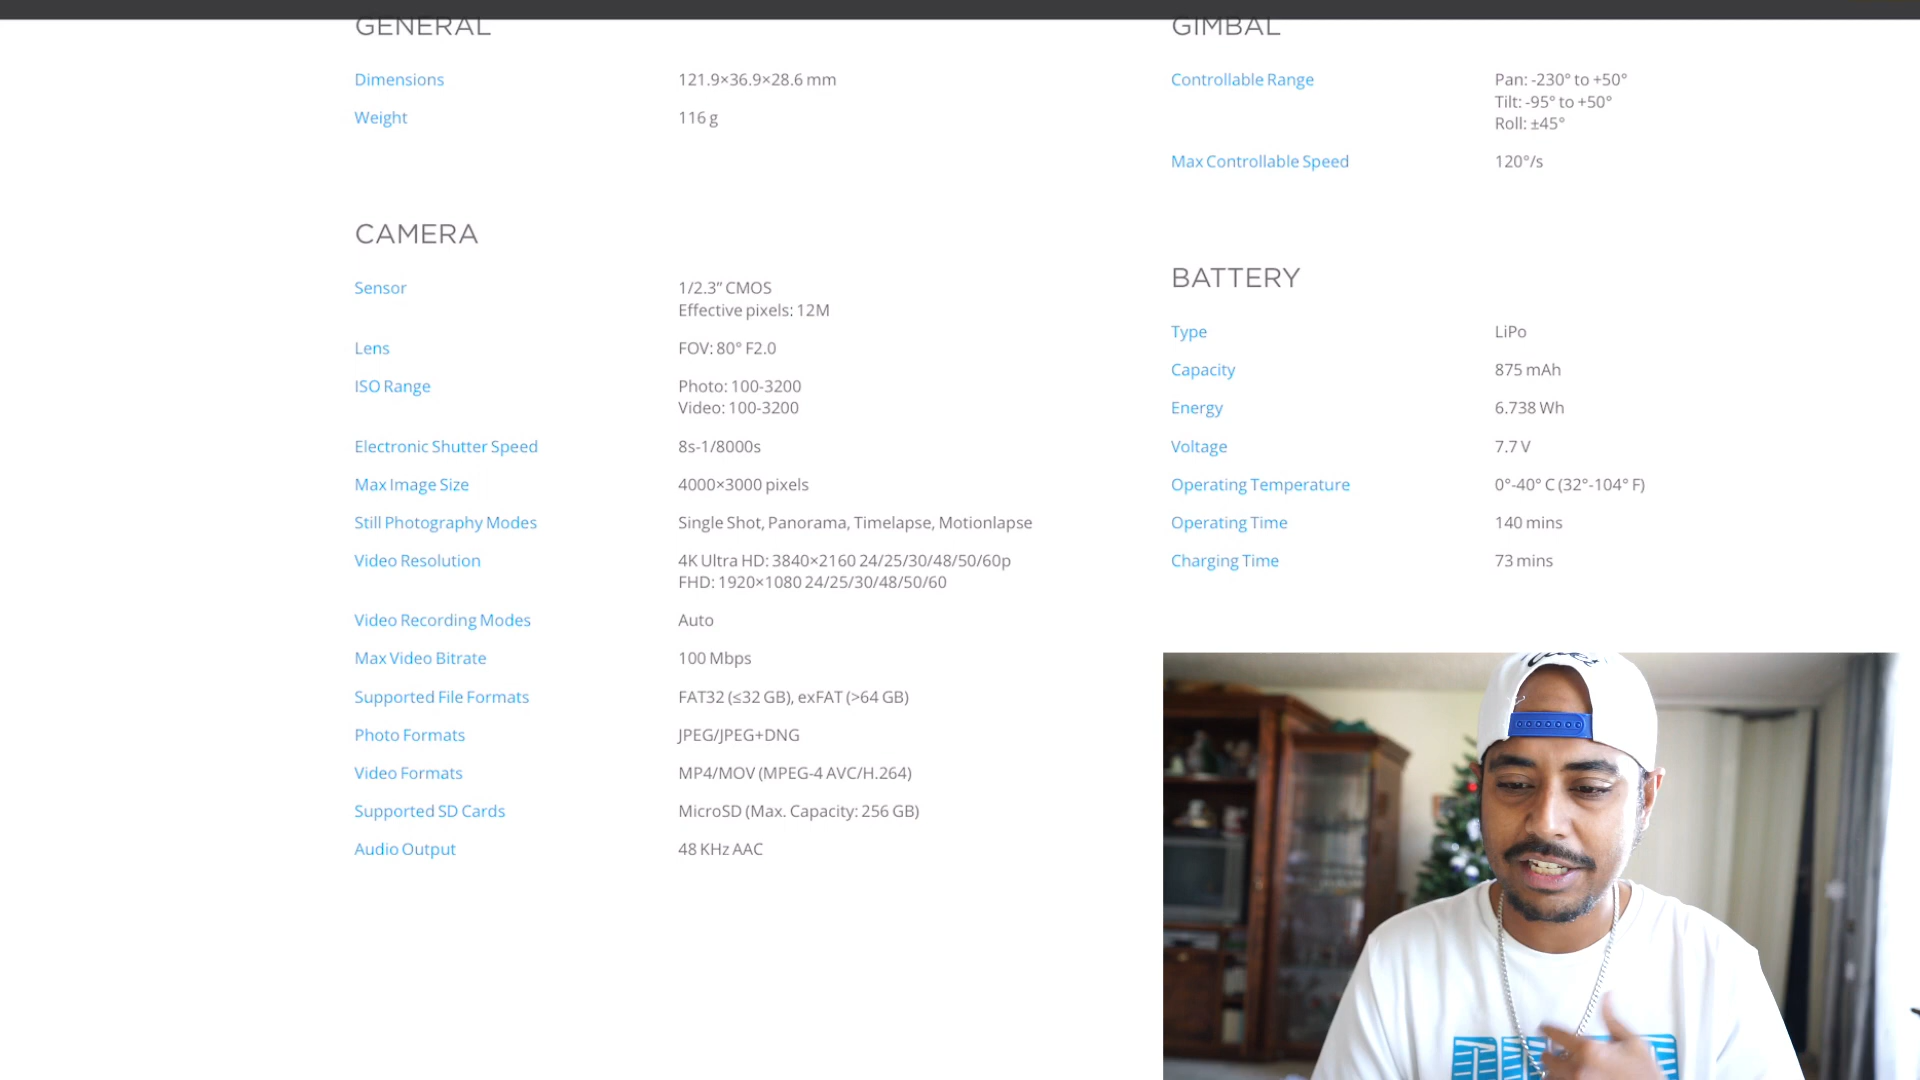 GENERAL
Dimensions 121.9×36.9×28.6 mm
Weight 116 g
CAMERA
Sensor 1/2.3” CMOS
Effective pixels: 12M
Lens FOV: 80° F2.0
ISO Range Photo: 100-3200
Video: 100-3200
Electronic Shutter Speed 8s-1/8000s
Max Image Size 4000×3000 pixels
Still Photography Modes Single Shot, Panorama, Timelapse, Motionlapse
Video Resolution 4K Ultra HD: 3840×2160 24/25/30/48/50/60p
FHD: 1920×1080 24/25/30/48/50/60
Video Recording Modes Auto
Max Video Bitrate 100 Mbps
Supported File Formats FAT32 (≤32 GB), exFAT (>64 GB)
Photo Formats JPEG/JPEG+DNG
Video Formats MP4/MOV (MPEG-4 AVC/H.264)
Supported SD Cards MicroSD (Max. Capacity: 256 GB)
Audio Output 48 KHz AAC
GIMBAL
Controllable Range Pan: -230° to +50°
Tilt: -95° to +50°
Roll: ±45°
Max Controllable Speed 120°/s
BATTERY
Type LiPo
Capacity 875 mAh
Energy 6.738 Wh
Voltage 7.7 V
Operating Temperature 0°-40° C (32°-104° F)
Operating Time 140 mins
Charging Time 73 mins